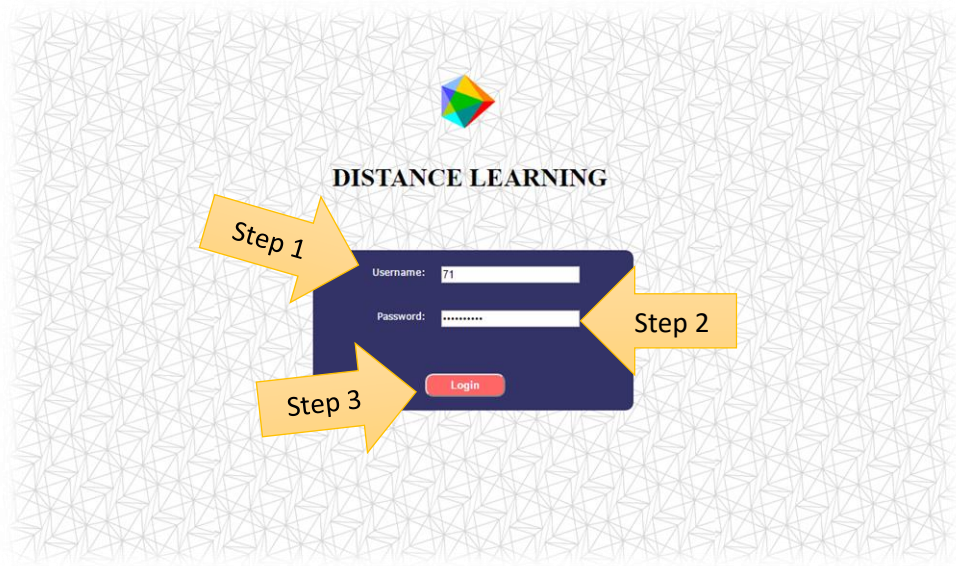 DISTANCE LEARNING
Step 1
Username: 71
Password: ••••••••••
Step 2
Login
Step 3